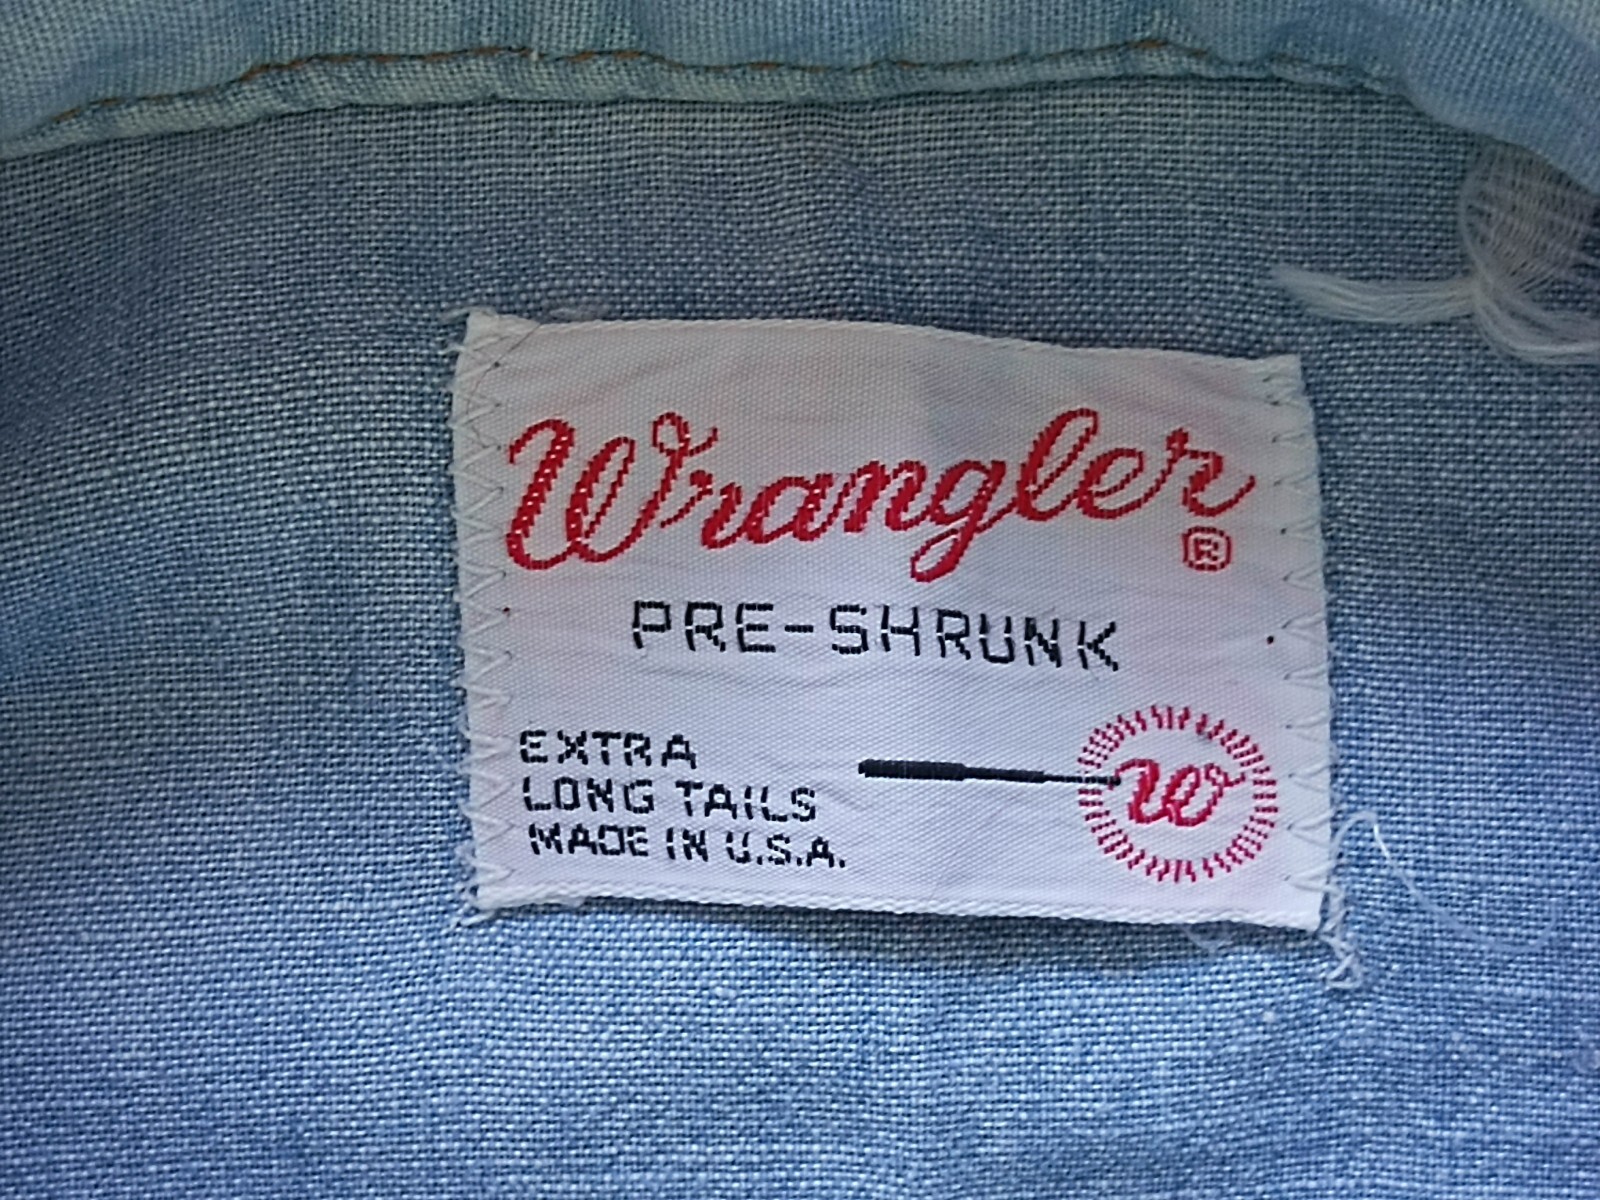 Wrangler
®
PRE-SHRUNK
EXTRA
LONG TAILS
MADE IN U.S.A.
W